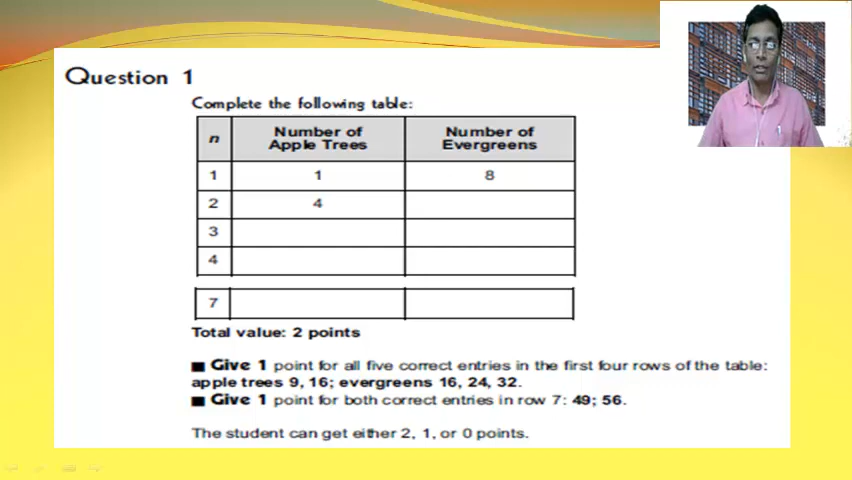 Question 1
Complete the following table:
n Number of Apple Trees Number of Evergreens
1 1 8
2 4
3
4
7
Total value: 2 points
■ Give 1 point for all five correct entries in the first four rows of the table:
apple trees 9, 16; evergreens 16, 24, 32.
■ Give 1 point for both correct entries in row 7: 49; 56.
The student can get either 2, 1, or 0 points.